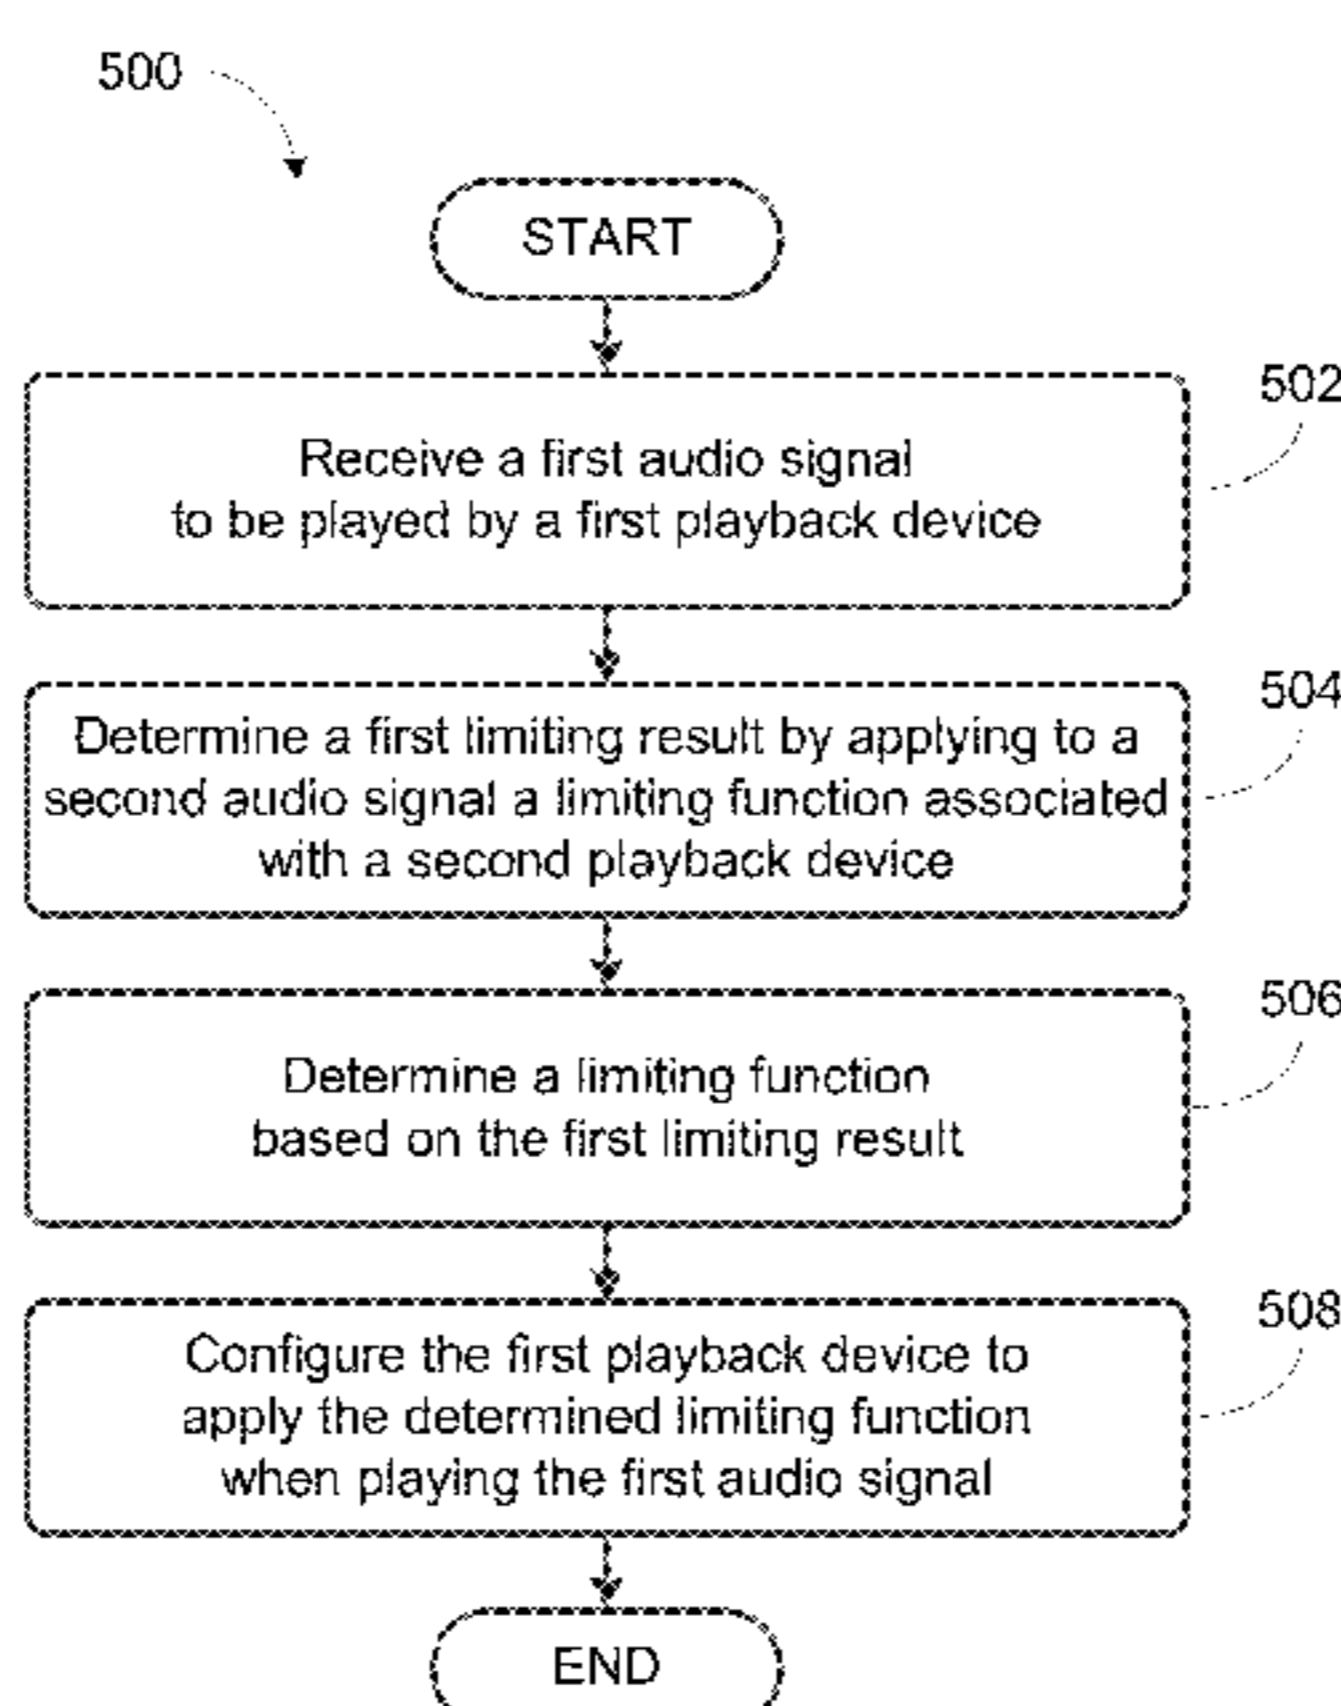 500
START
502
Receive a first audio signal
to be played by a first playback device
504
Determine a first limiting result by applying to a
second audio signal a limiting function associated
with a second playback device
506
Determine a limiting function
based on the first limiting result
508
Configure the first playback device to
apply the determined limiting function
when playing the first audio signal
END